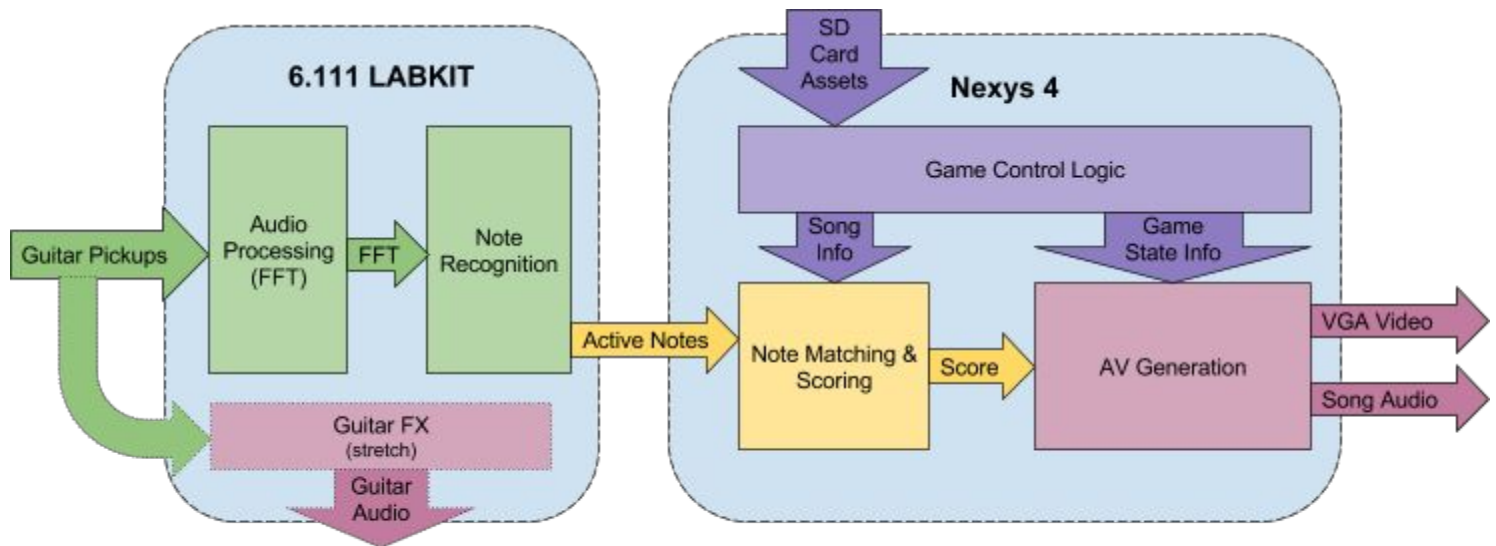 6.111 LABKIT
Guitar Pickups
Audio
Processing
(FFT)
FFT
Note
Recognition
Active Notes
Guitar FX
(stretch)
Guitar
Audio
SD
Card
Assets
Nexys 4
Game Control Logic
Song
Info
Game
State Info
Note Matching &
Scoring
Score
AV Generation
VGA Video
Song Audio